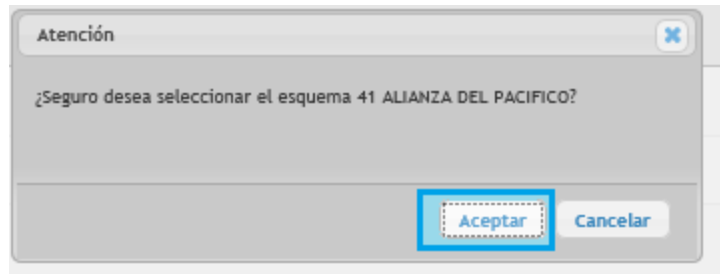 Atención
¿Seguro desea seleccionar el esquema 41 ALIANZA DEL PACIFICO?
Aceptar Cancelar